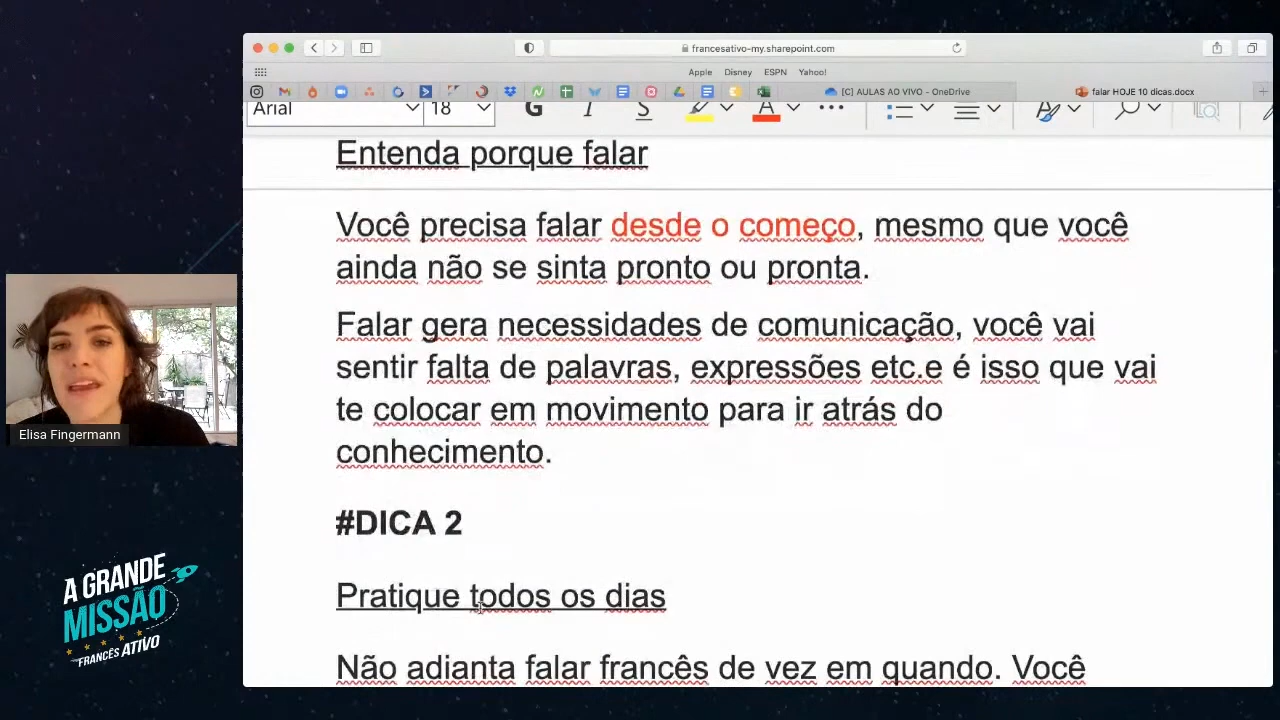 francesativo-my.sharepoint.com
Apple Disney ESPN Yahoo!
[C] AULAS AO VIVO - OneDrive
falar HOJE 10 dicas.docx
Arial 18 G I S A
Entenda porque falar
Você precisa falar desde o começo, mesmo que você
ainda não se sinta pronto ou pronta.
Falar gera necessidades de comunicação, você vai
sentir falta de palavras, expressões etc.e é isso que vai
te colocar em movimento para ir atrás do
conhecimento.
#DICA 2
Pratique todos os dias
Não adianta falar francês de vez em quando. Você
Elisa Fingermann
A GRANDE
MISSÃO
FRANCÊS ATIVO